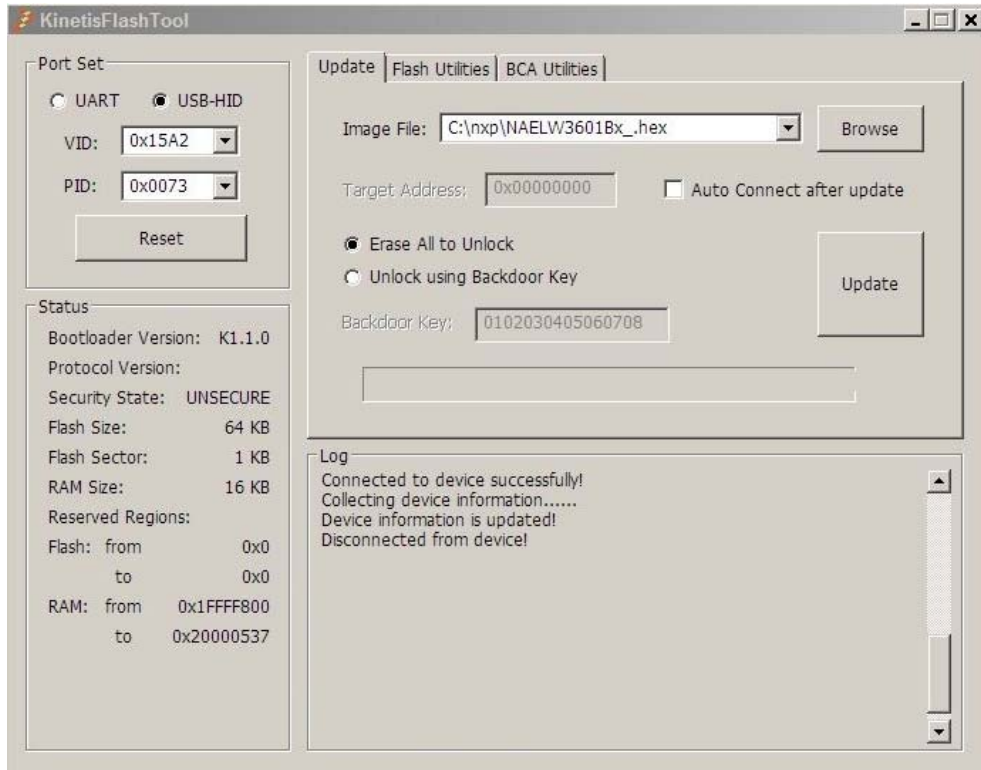 KinetisFlashTool
Port Set
UART USB-HID
VID: 0x15A2
PID: 0x0073
Reset
Status
Bootloader Version: K1.1.0
Protocol Version:
Security State: UNSECURE
Flash Size: 64 KB
Flash Sector: 1 KB
RAM Size: 16 KB
Reserved Regions:
Flash: from 0x0
to 0x0
RAM: from 0x1FFFF800
to 0x20000537
Update Flash Utilities BCA Utilities
Image File: C:\nxp\NAELW3601Bx_.hex Browse
Target Address: 0x00000000 Auto Connect after update
Erase All to Unlock
Unlock using Backdoor Key
Update
Backdoor Key: 0102030405060708
Log
Connected to device successfully!
Collecting device information......
Device information is updated!
Disconnected from device!